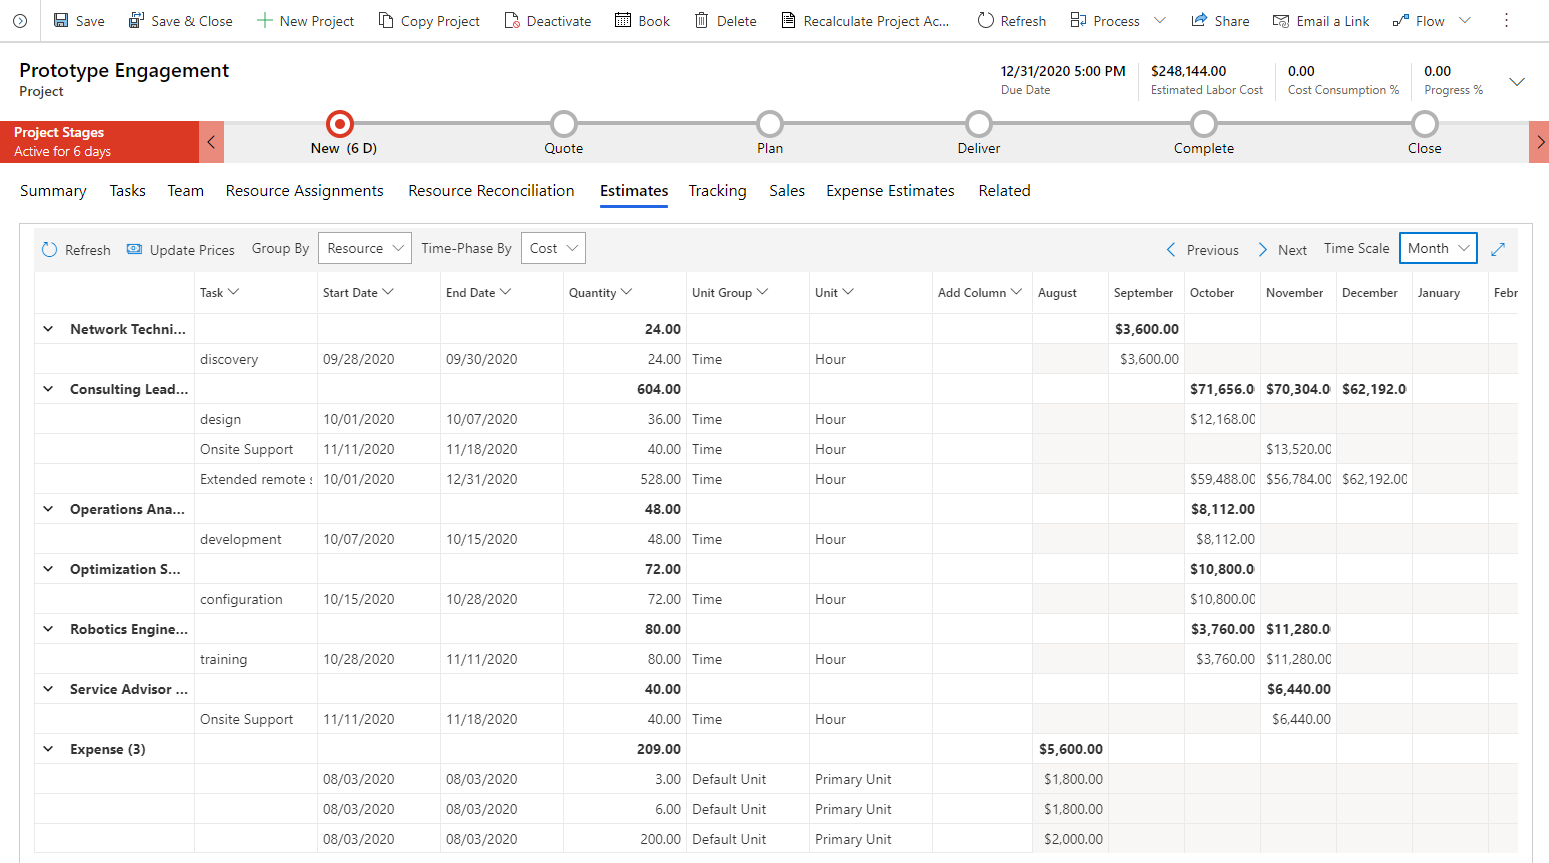 Save Save & Close New Project Copy Project Deactivate Book Delete Recalculate Project Ac... Refresh Process Share Email a Link Flow
Prototype Engagement
Project
12/31/2020 5:00 PM $248,144.00 0.00 0.00
Due Date Estimated Labor Cost Cost Consumption % Progress %
Project Stages
Active for 6 days
New (6 D) Quote Plan Deliver Complete Close
Summary Tasks Team Resource Assignments Resource Reconciliation Estimates Tracking Sales Expense Estimates Related
Refresh Update Prices Group By Resource Time-Phase By Cost Previous Next Time Scale Month
Task Start Date End Date Quantity Unit Group Unit Add Column August September October November December January Febr
Network Techni... 24.00 $3,600.00
discovery 09/28/2020 09/30/2020 24.00 Time Hour $3,600.00
Consulting Lead... 604.00 $71,656.0 $70,304.0 $62,192.0
design 10/01/2020 10/07/2020 36.00 Time Hour $12,168.00
Onsite Support 11/11/2020 11/18/2020 40.00 Time Hour $13,520.00
Extended remote 10/01/2020 12/31/2020 528.00 Time Hour $59,488.00 $56,784.00 $62,192.00
Operations Ana... 48.00 $8,112.00
development 10/07/2020 10/15/2020 48.00 Time Hour $8,112.00
Optimization S... 72.00 $10,800.0
configuration 10/15/2020 10/28/2020 72.00 Time Hour $10,800.00
Robotics Engine... 80.00 $3,760.00 $11,280.0
training 10/28/2020 11/11/2020 80.00 Time Hour $3,760.00 $11,280.00
Service Advisor ... 40.00 $6,440.00
Onsite Support 11/11/2020 11/18/2020 40.00 Time Hour $6,440.00
Expense (3) 209.00 $5,600.00
08/03/2020 08/03/2020 3.00 Default Unit Primary Unit $1,800.00
08/03/2020 08/03/2020 6.00 Default Unit Primary Unit $1,800.00
08/03/2020 08/03/2020 200.00 Default Unit Primary Unit $2,000.00